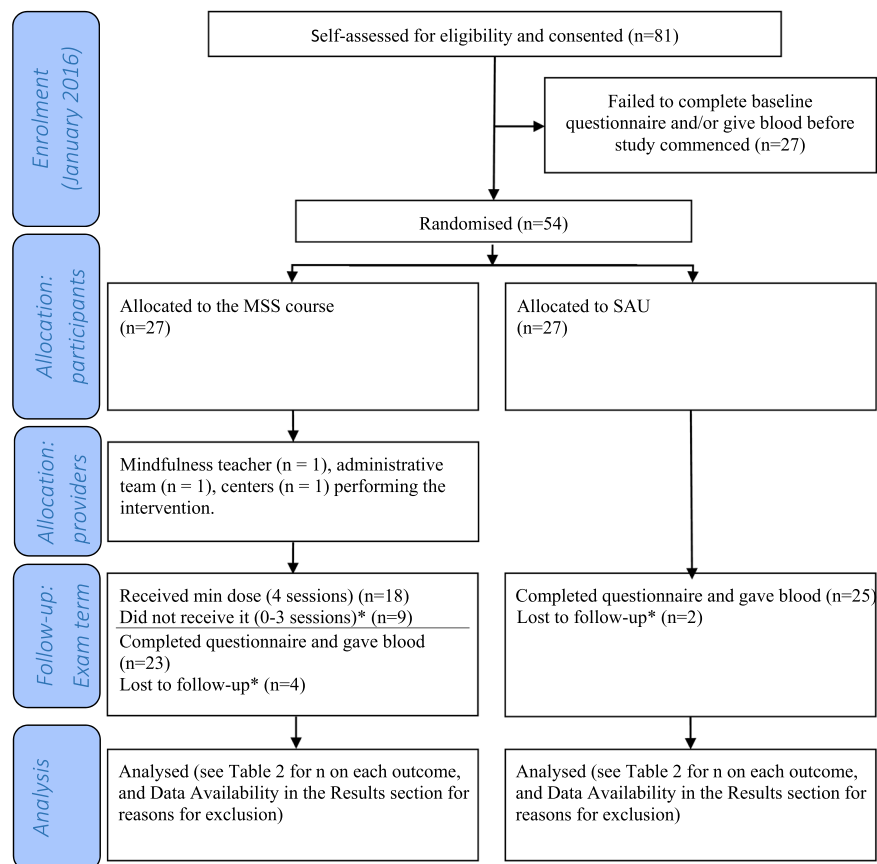 Enrolment
(January 2016)
Self-assessed for eligibility and consented (n=81)
Failed to complete baseline
questionnaire and/or give blood before
study commenced (n=27)
Randomised (n=54)
Allocation:
participants
Allocated to the MSS course
(n=27)
Allocated to SAU
(n=27)
Allocation:
providers
Mindfulness teacher (n = 1), administrative
team (n = 1), centers (n = 1) performing the
intervention.
Follow-up:
Exam term
Received min dose (4 sessions) (n=18)
Did not receive it (0-3 sessions)* (n=9)
Completed questionnaire and gave blood
(n=23)
Lost to follow-up* (n=4)
Completed questionnaire and gave blood (n=25)
Lost to follow-up* (n=2)
Analysis
Analysed (see Table 2 for n on each outcome,
and Data Availability in the Results section for
reasons for exclusion)
Analysed (see Table 2 for n on each outcome,
and Data Availability in the Results section for
reasons for exclusion)